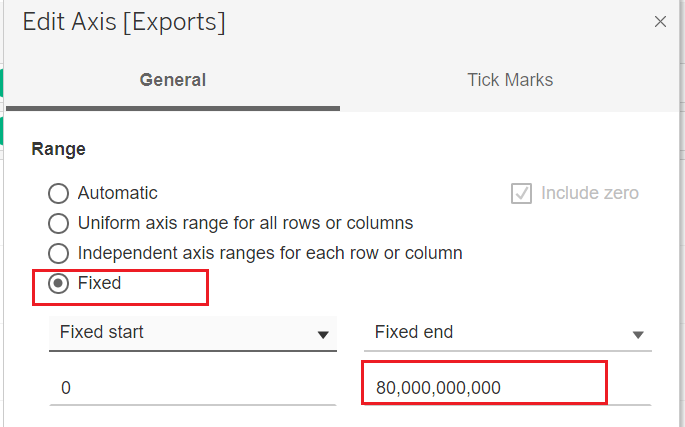 Edit Axis [Exports]
General Tick Marks
Range
Automatic Include zero
Uniform axis range for all rows or columns
Independent axis ranges for each row or column
Fixed
Fixed start Fixed end
0 80,000,000,000